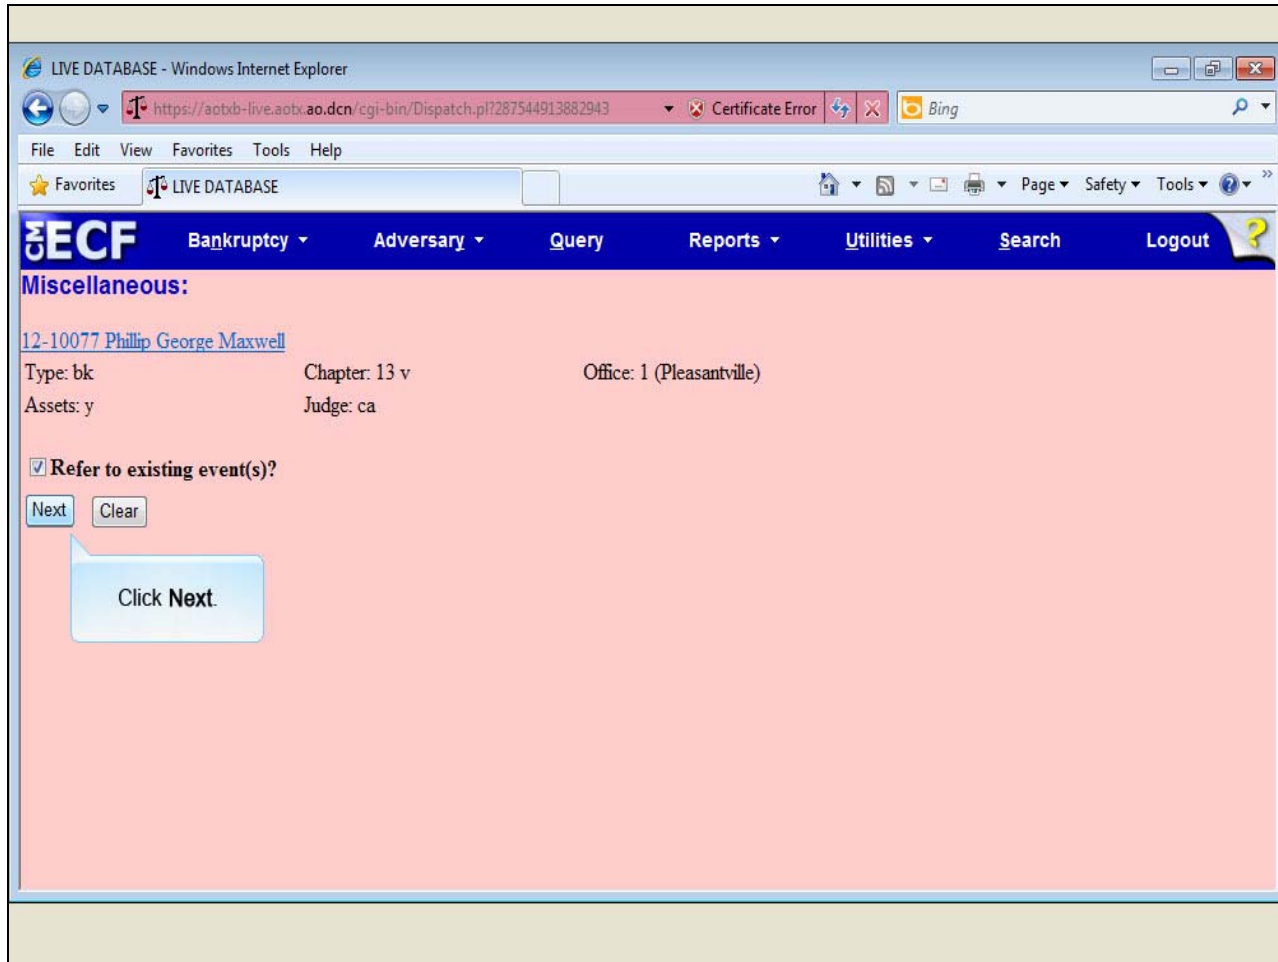 LIVE DATABASE - Windows Internet Explorer
https://aotxb-live.aotx.ao.dcn/cgi-bin/Dispatch.pl?287544913882943 Certificate Error Bing
File Edit View Favorites Tools Help
Favorites LIVE DATABASE Page Safety Tools
CM ECF Bankruptcy Adversary Query Reports Utilities Search Logout ?
Miscellaneous:
12-10077 Phillip George Maxwell
Type: bk Chapter: 13 v Office: 1 (Pleasantville)
Assets: y Judge: ca
Refer to existing event(s)?
Next Clear
Click Next.